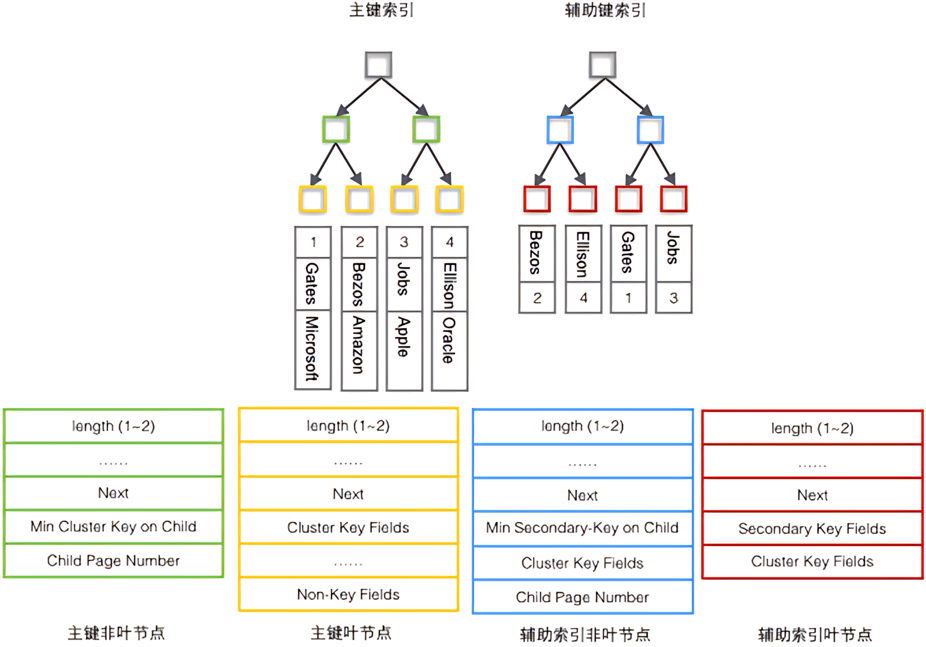 主键索引
辅助键索引
1
Gates
Microsoft
2
Bezos
Amazon
3
Jobs
Apple
4
Ellison
Oracle
Bezos
2
Ellison
4
Gates
1
Jobs
3
length (1~2)
......
Next
Min Cluster Key on Child
Child Page Number
主键非叶节点
length (1~2)
......
Next
Cluster Key Fields
......
Non-Key Fields
主键叶节点
length (1~2)
......
Next
Min Secondary-Key on Child
Cluster Key Fields
Child Page Number
辅助索引非叶节点
length (1~2)
......
Next
Secondary Key Fields
Cluster Key Fields
辅助索引叶节点